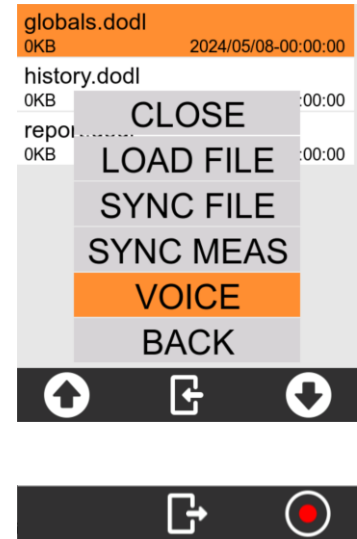 globals.dodl
0KB 2024/05/08-00:00:00
history.dodl
0KB :00:00
CLOSE
0KB :00:00
LOAD FILE
SYNC FILE
SYNC MEAS
VOICE
BACK